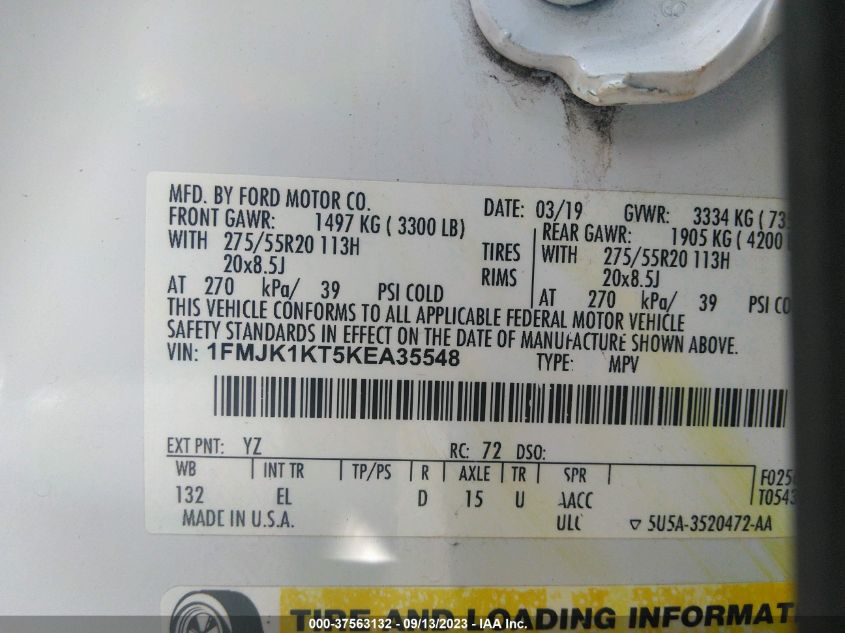 MFD. BY FORD MOTOR CO. DATE: 03/19 GVWR: 3334 KG (
FRONT GAWR: 1497 KG ( 3300 LB) REAR GAWR: 1905 KG ( 4200
WITH 275/55R20 113H TIRES WITH 275/55R20 113H
20x8.5J RIMS 20x8.5J
AT 270 kPa/ 39 PSI COLD AT 270 kPa/ 39 PSI
THIS VEHICLE CONFORMS TO ALL APPLICABLE FEDERAL MOTOR VEHICLE
SAFETY STANDARDS IN EFFECT ON THE DATE OF MANUFACTURE SHOWN ABOVE.
VIN: 1FMJK1KT5KEA35548 TYPE: MPV
EXT PNT: YZ RC: 72 DSO:
WB INT TR TP/PS R AXLE TR SPR
132 EL D 15 U AACC
MADE IN U.S.A. ▽ 5U5A-3520472-AA
TIRE AND LOADING
000-37563132 - 09/13/2023 - IAA Inc.